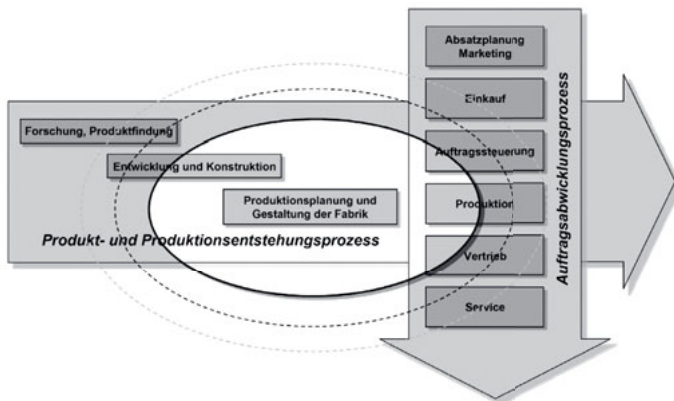 Absatzplanung
Marketing
Einkauf
Forschung, Produktfindung
Auftragssteuerung
Entwicklung und Konstruktion
Produktionsplanung und
Gestaltung der Fabrik
Produktion
Produkt- und Produktionsentstehungsprozess
Vertrieb
Service
Auftragsabwicklungsprozess